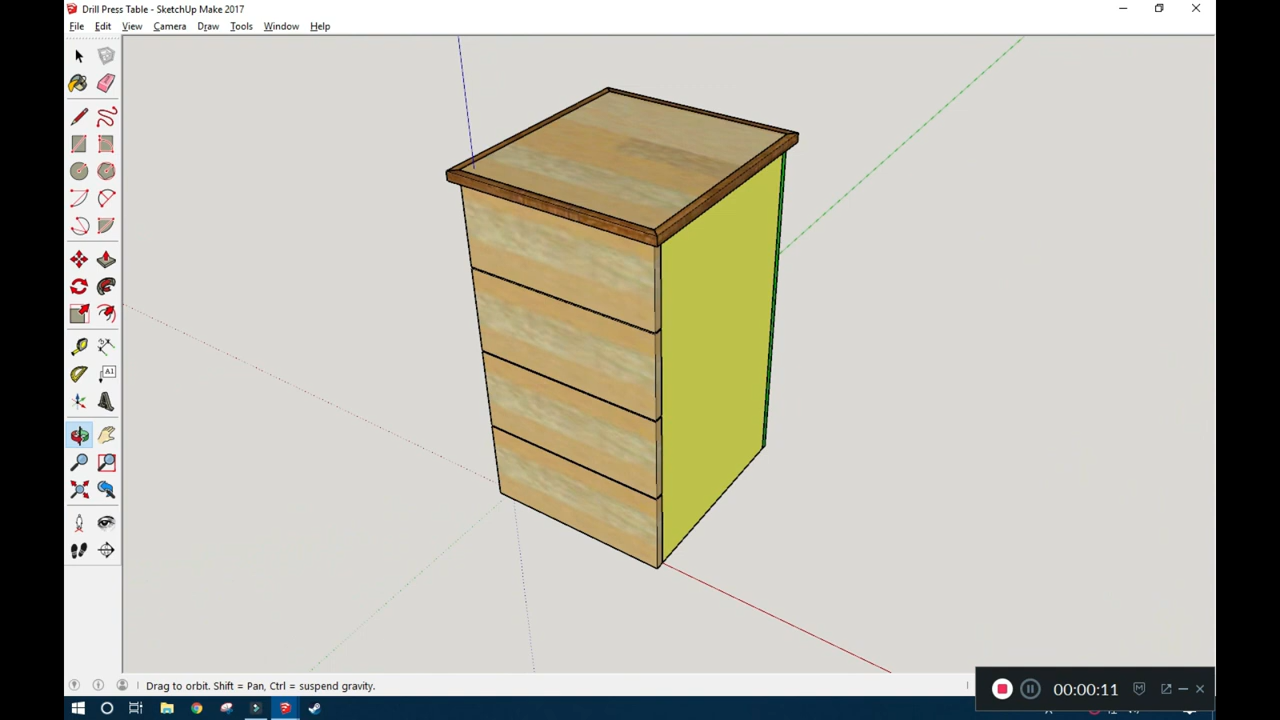 Drill Press Table - SketchUp Make 2017
File Edit View Camera Draw Tools Window Help
A1
Drag to orbit. Shift = Pan, Ctrl = suspend gravity.
00:00:11